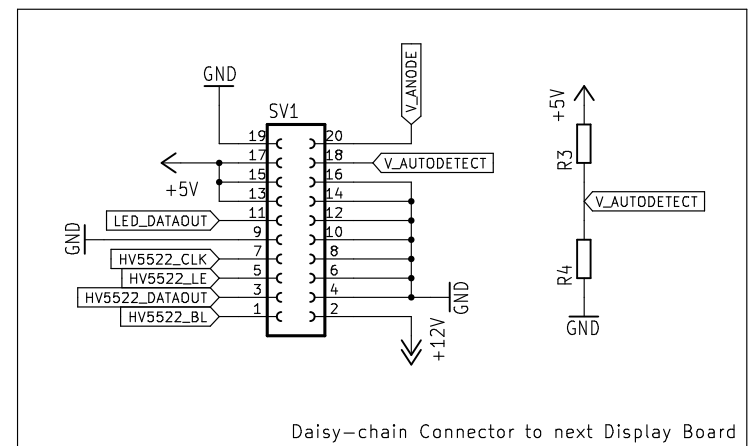 V_ANODE
GND
SV1
19 20
17 18 V_AUTODETECT
+5V
15 16
13 14
LED_DATAOUT 11 12
GND
9 10
HV5522_CLK 7 8
HV5522_LE 5 6
HV5522_DATAOUT 3 4
GND
HV5522_BL 1 2
+12V
+5V
R3
V_AUTODETECT
R4
GND
Daisy-chain Connector to next Display Board